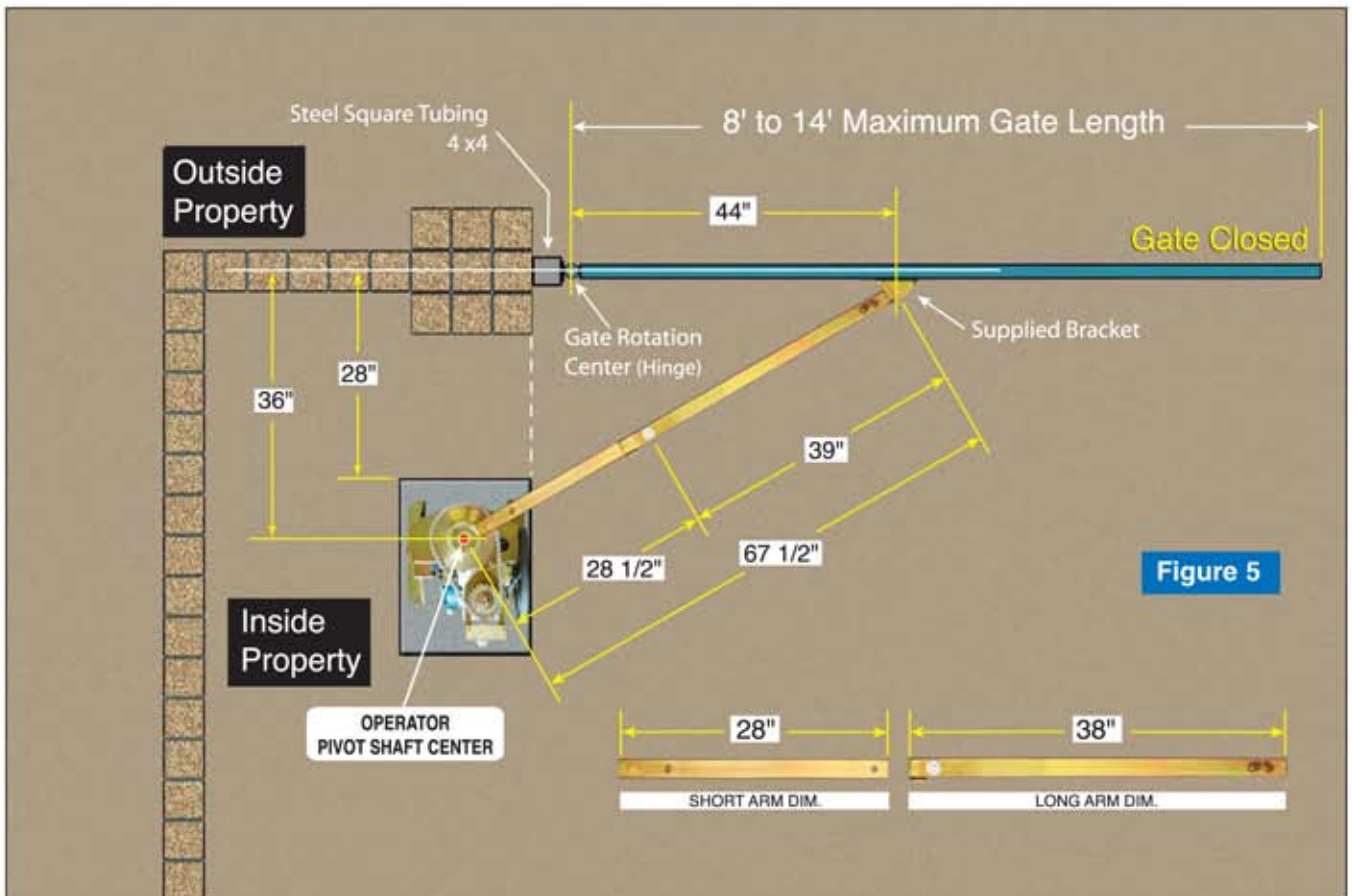 Steel Square Tubing
4 x4
8' to 14' Maximum Gate Length
Outside
Property
44"
Gate Closed
Gate Rotation
Center (Hinge)
Supplied Bracket
28"
36"
39"
67 1/2"
28 1/2"
Figure 5
Inside
Property
OPERATOR
PIVOT SHAFT CENTER
28"
38"
SHORT ARM DIM.
LONG ARM DIM.